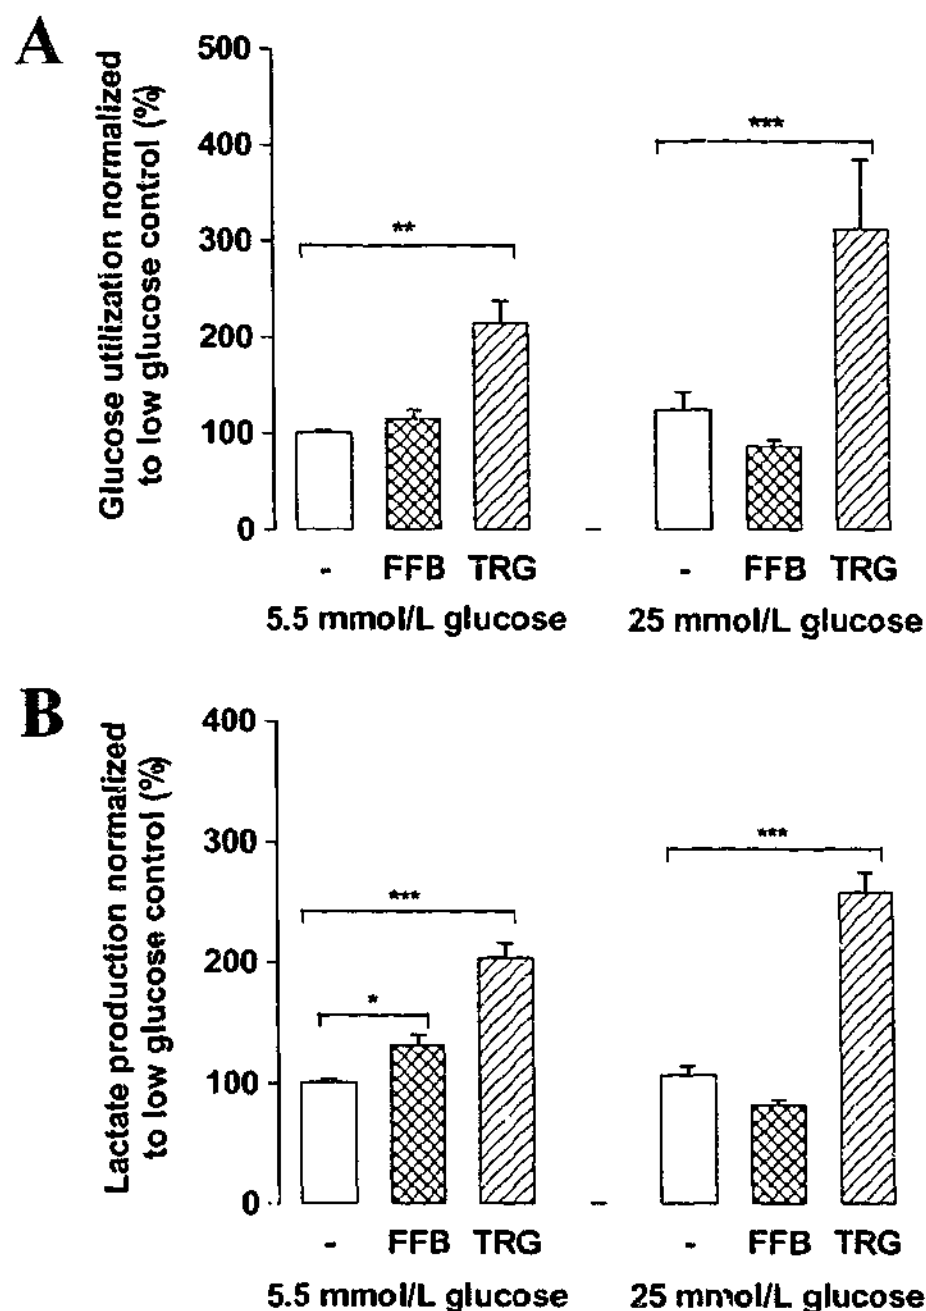 A
Glucose utilization normalized
to low glucose control (%)
500
400
300
200
100
0
**
***
- FFB TRG - FFB TRG
5.5 mmol/L glucose 25 mmol/L glucose
B
Lactate production normalized
to low glucose control (%)
400
300
200
100
0
***
*
***
- FFB TRG - FFB TRG
5.5 mmol/L glucose 25 mmol/L glucose